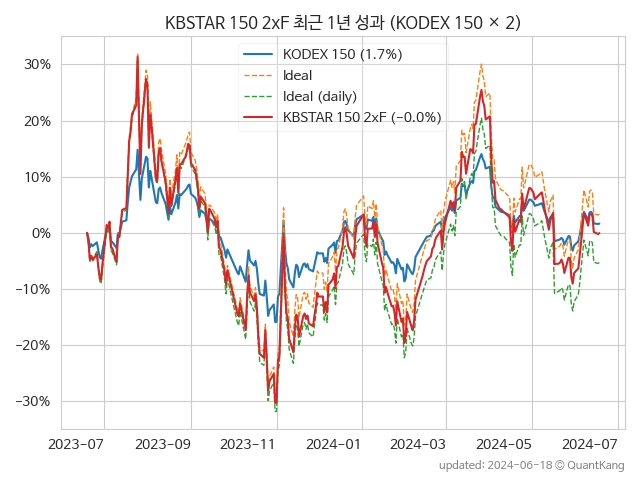 KBSTAR 150 2xF 최근 1년 성과 (KODEX 150 × 2)
KODEX 150 (1.7%)
Ideal
Ideal (daily)
KBSTAR 150 2xF (−0.0%)
30%
20%
10%
0%
−10%
−20%
−30%
2023-07 2023-09 2023-11 2024-01 2024-03 2024-05 2024-07
updated: 2024-06-18 © QuantKang